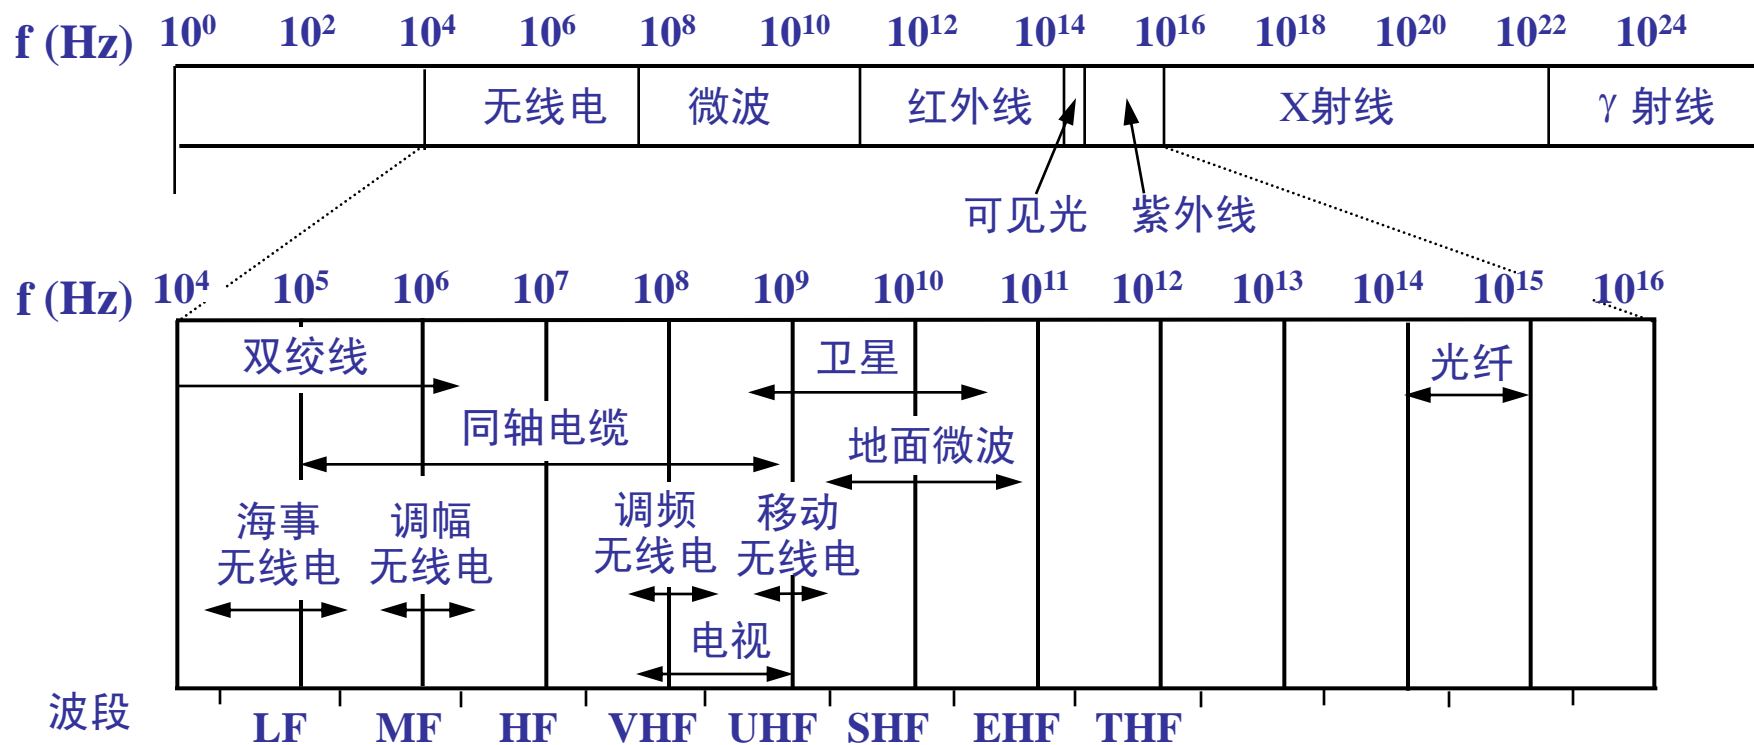 f (Hz) 10⁰ 10² 10⁴ 10⁶ 10⁸ 10¹⁰ 10¹² 10¹⁴ 10¹⁶ 10¹⁸ 10²⁰ 10²² 10²⁴
无线电 微波 红外线 X射线 γ 射线
可见光 紫外线
f (Hz) 10⁴ 10⁵ 10⁶ 10⁷ 10⁸ 10⁹ 10¹⁰ 10¹¹ 10¹² 10¹³ 10¹⁴ 10¹⁵ 10¹⁶
双绞线 卫星 光纤
同轴电缆 地面微波
海事 调幅 调频 移动
无线电 无线电 无线电 无线电
电视
波段 LF MF HF VHF UHF SHF EHF THF